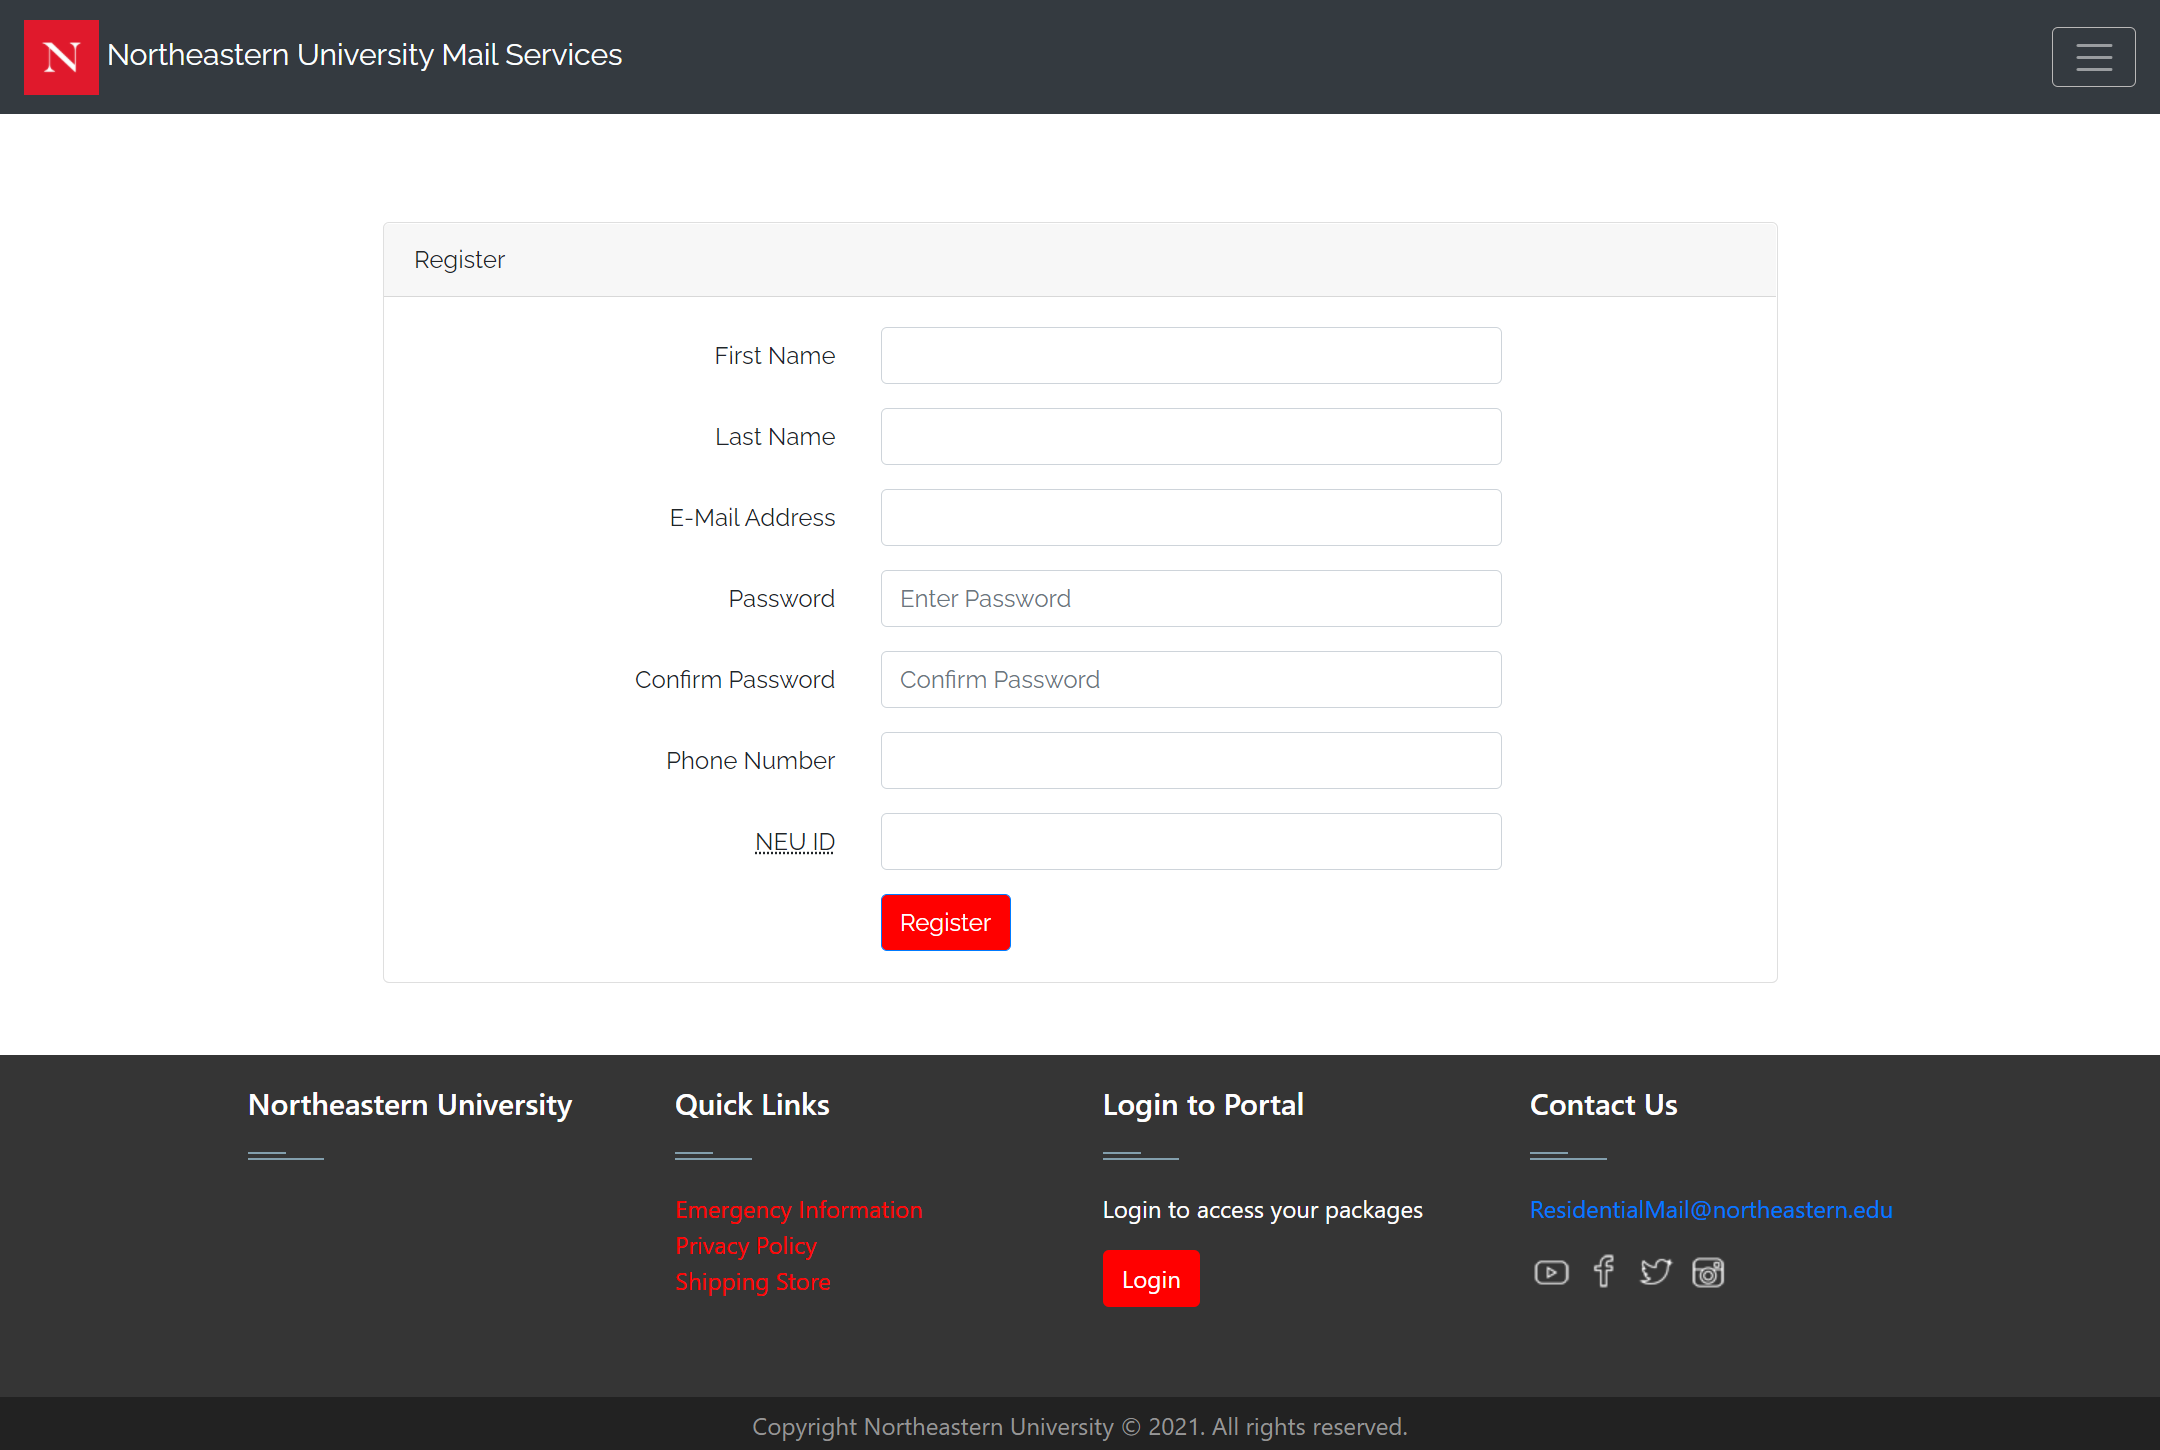 N
Northeastern University Mail Services
Register
First Name
Last Name
E-Mail Address
Password
Enter Password
Confirm Password
Confirm Password
Phone Number
NEU ID
Register
Northeastern University
Quick Links
Emergency Information
Privacy Policy
Shipping Store
Login to Portal
Login to access your packages
Login
Contact Us
ResidentialMail@northeastern.edu
Copyright Northeastern University © 2021. All rights reserved.